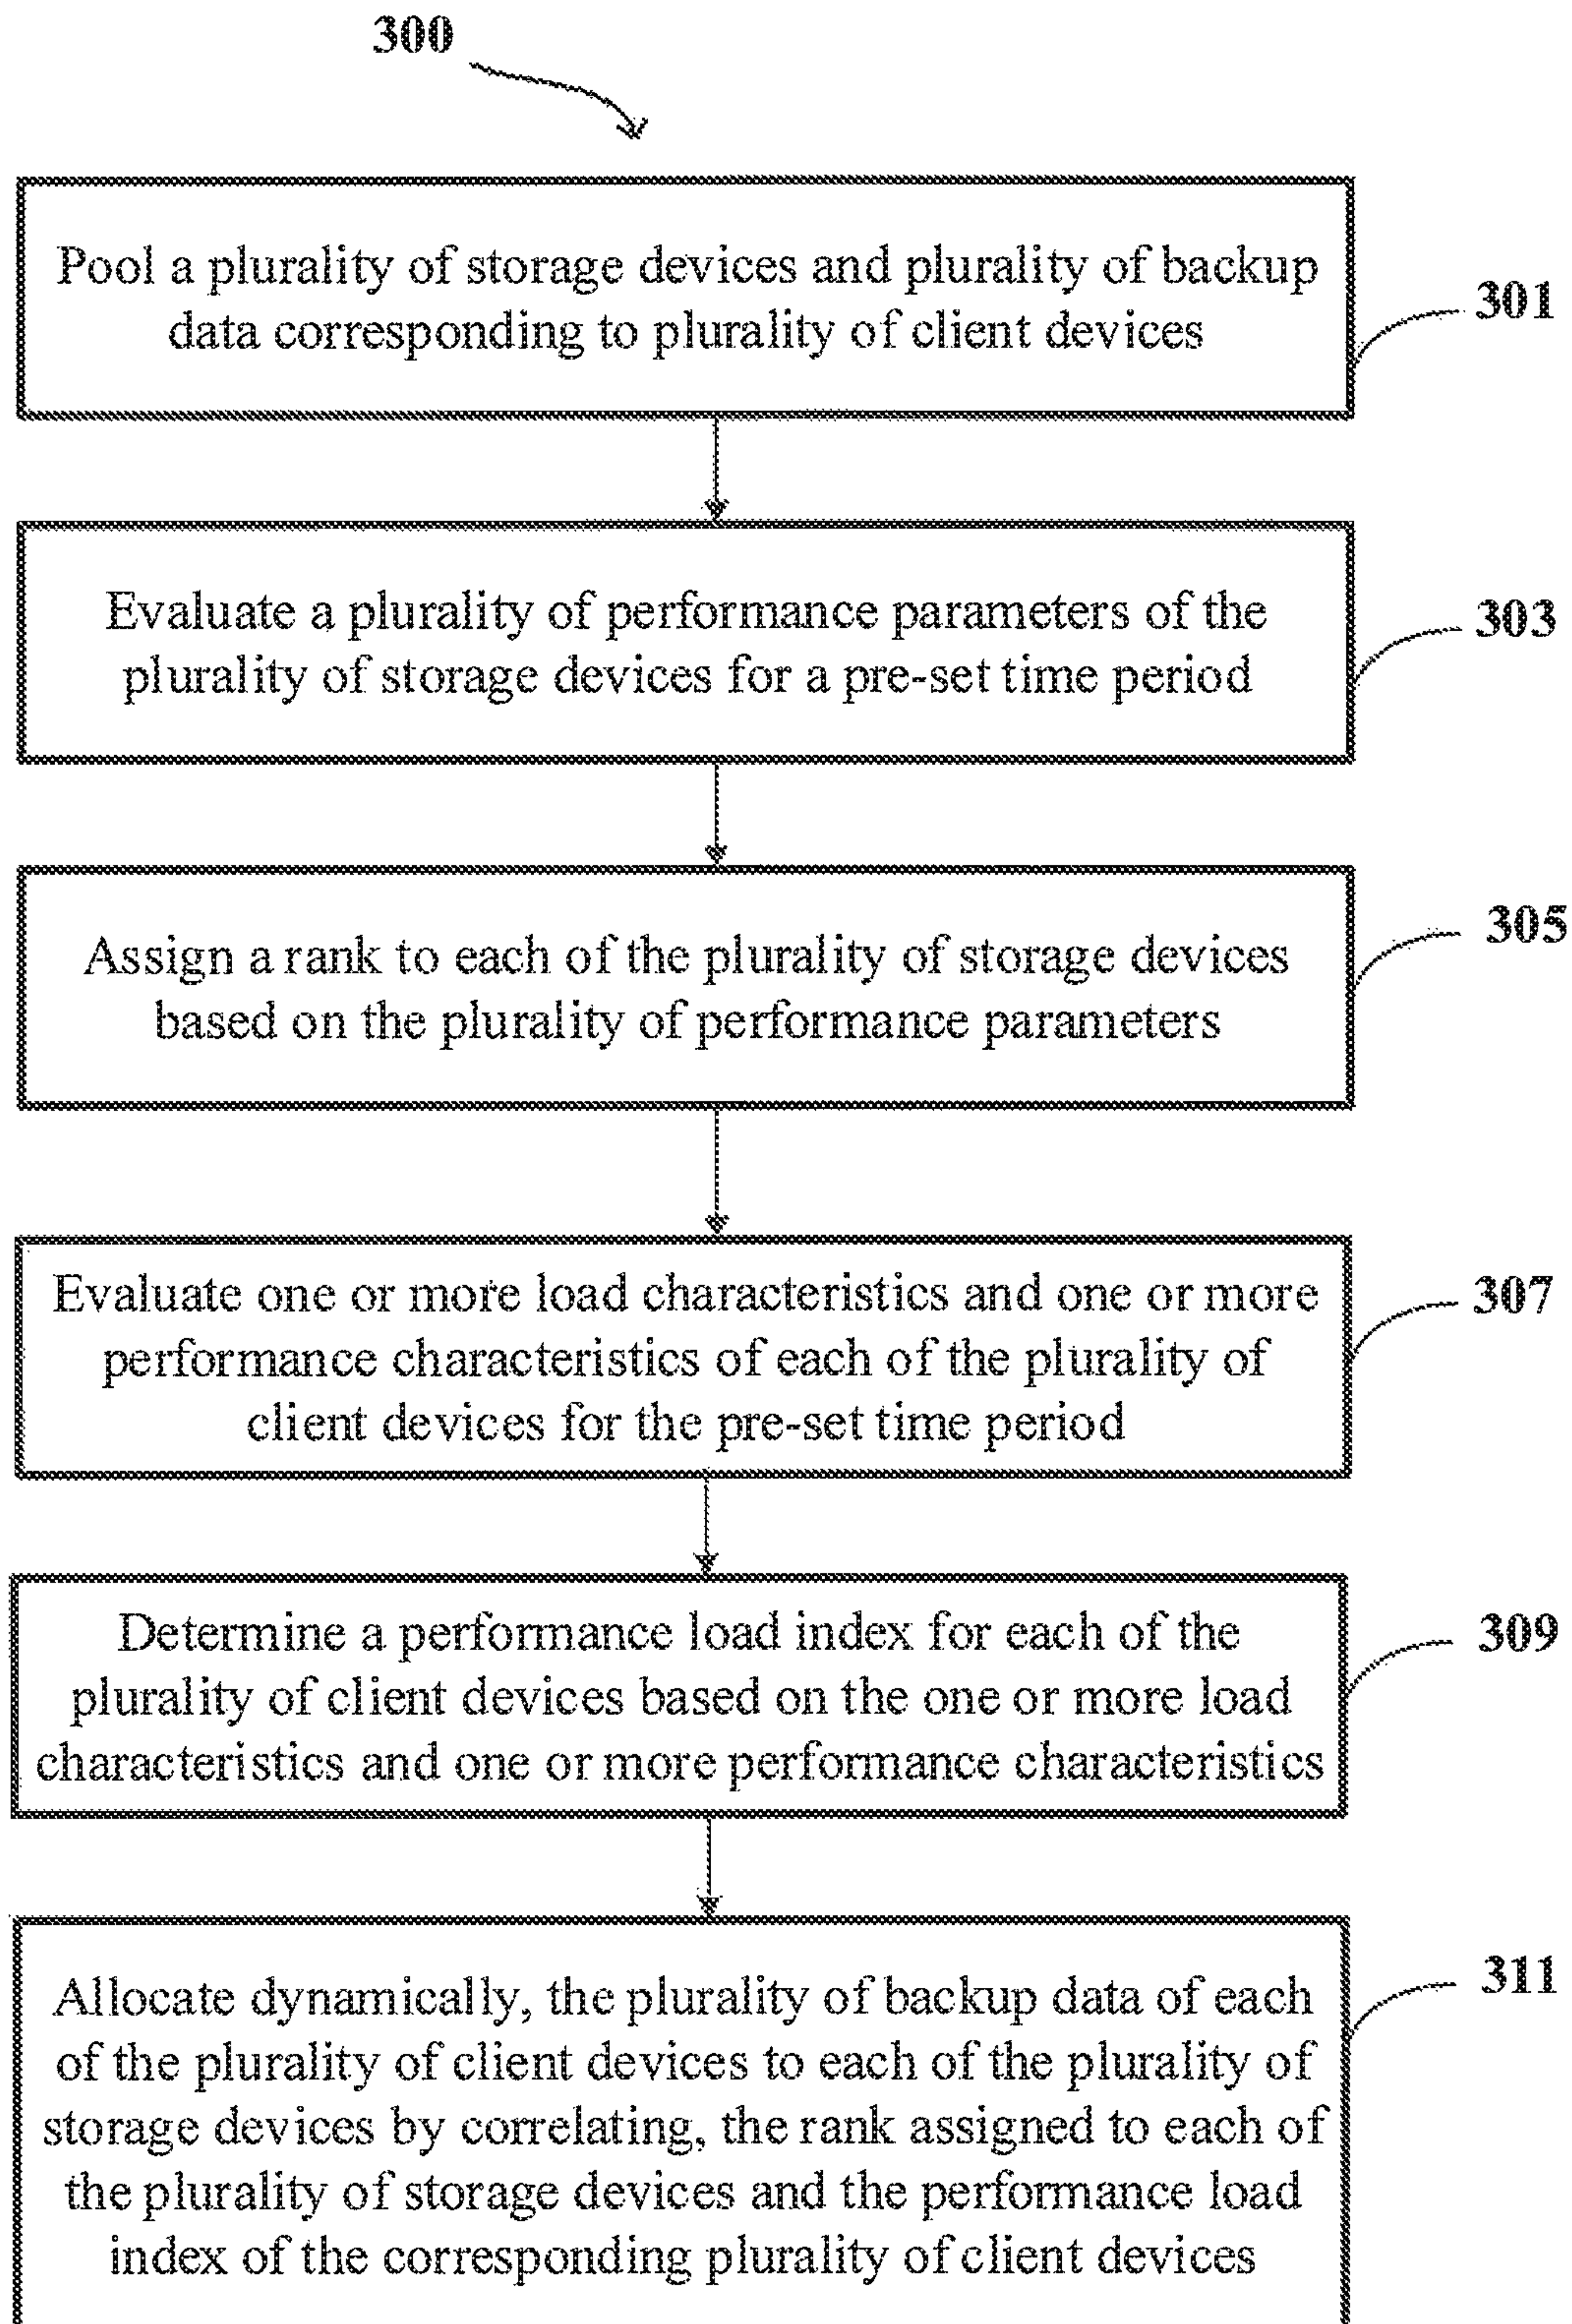 300
Pool a plurality of storage devices and plurality of backup
data corresponding to plurality of client devices
301
Evaluate a plurality of performance parameters of the
plurality of storage devices for a pre-set time period
303
Assign a rank to each of the plurality of storage devices
based on the plurality of performance parameters
305
Evaluate one or more load characteristics and one or more
performance characteristics of each of the plurality of
client devices for the pre-set time period
307
Determine a performance load index for each of the
plurality of client devices based on the one or more load
characteristics and one or more performance characteristics
309
Allocate dynamically, the plurality of backup data of each
of the plurality of client devices to each of the plurality of
storage devices by correlating, the rank assigned to each of
the plurality of storage devices and the performance load
index of the corresponding plurality of client devices
311